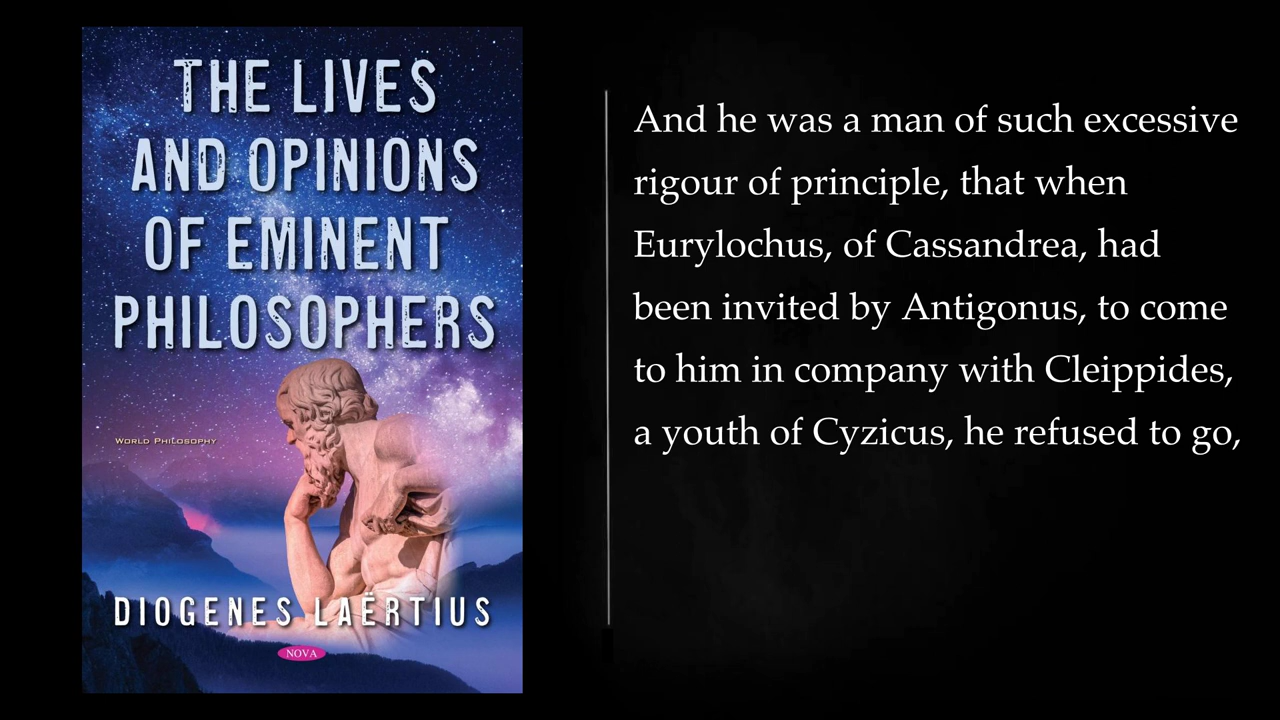 THE LIVES
AND OPINIONS
OF EMINENT
PHILOSOPHERS
WORLD PHILOSOPHY
DIOGENES LAËRTIUS
NOVA
And he was a man of such excessive
rigour of principle, that when
Eurylochus, of Cassandrea, had
been invited by Antigonus, to come
to him in company with Cleippides,
a youth of Cyzicus, he refused to go,